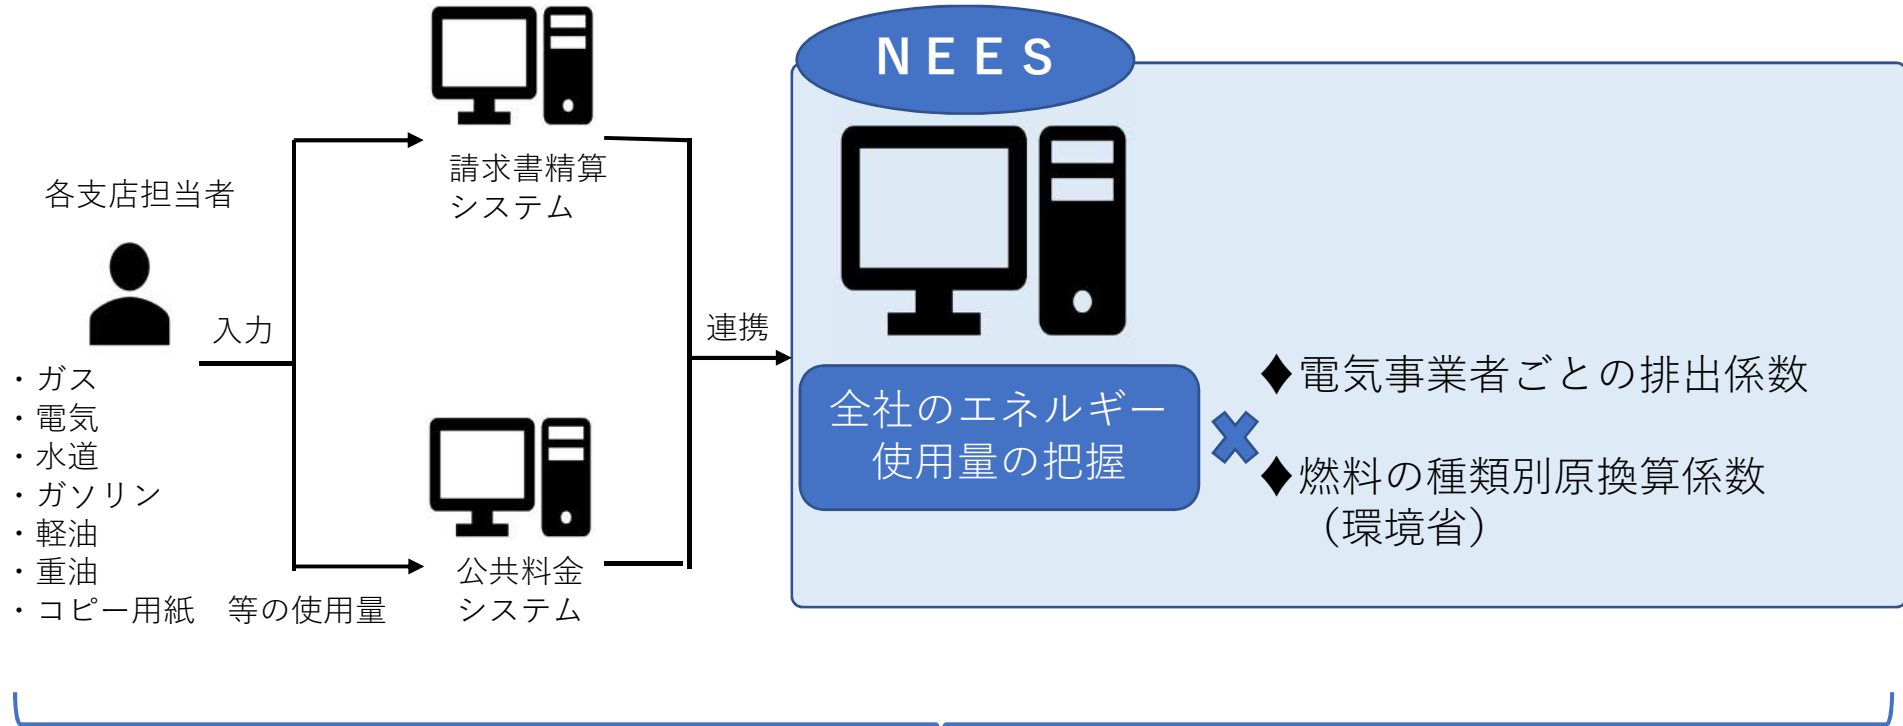 各支店担当者
入力
・ガス
・電気
・水道
・ガソリン
・軽油
・重油
・コピー用紙　等の使用量
請求書精算
システム
公共料金
システム
連携
ＮＥＥＳ
全社のエネルギー
使用量の把握
♦電気事業者ごとの排出係数
♦燃料の種類別原換算係数
（環境省）